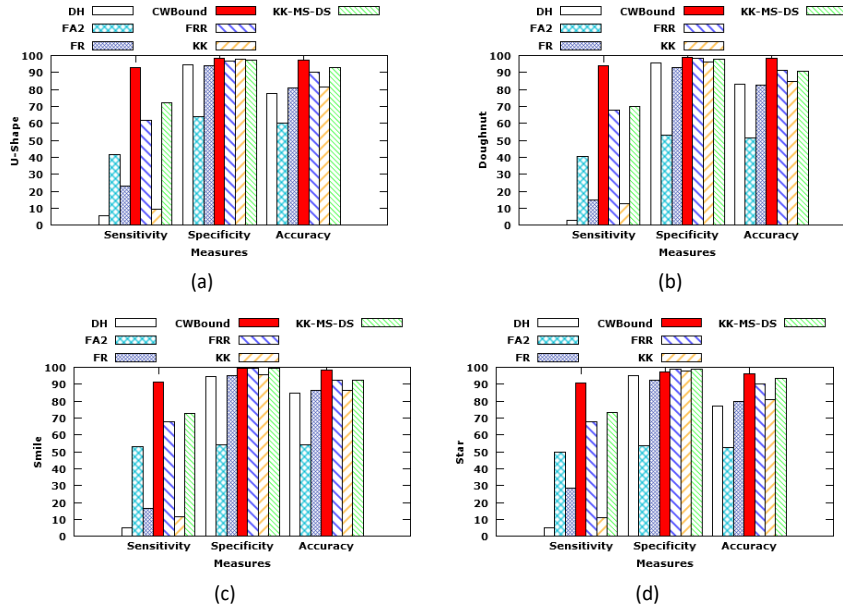 DH CWBound KK-MS-DS
FA2 FRR
FR KK
100
90
80
70
60
50
40
30
20
10
0
U-Shape
Sensitivity Specificity Accuracy
Measures
(a)
DH CWBound KK-MS-DS
FA2 FRR
FR KK
100
90
80
70
60
50
40
30
20
10
0
Doughnut
Sensitivity Specificity Accuracy
Measures
(b)
DH CWBound KK-MS-DS
FA2 FRR
FR KK
100
90
80
70
60
50
40
30
20
10
0
Smile
Sensitivity Specificity Accuracy
Measures
(c)
DH CWBound KK-MS-DS
FA2 FRR
FR KK
100
90
80
70
60
50
40
30
20
10
0
Star
Sensitivity Specificity Accuracy
Measures
(d)